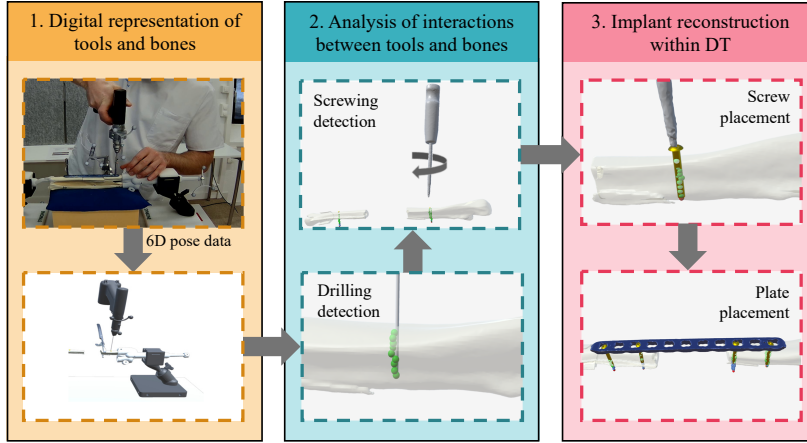 1. Digital representation of
tools and bones
6D pose data
2. Analysis of interactions
between tools and bones
Screwing
detection
Drilling
detection
3. Implant reconstruction
within DT
Screw
placement
Plate
placement